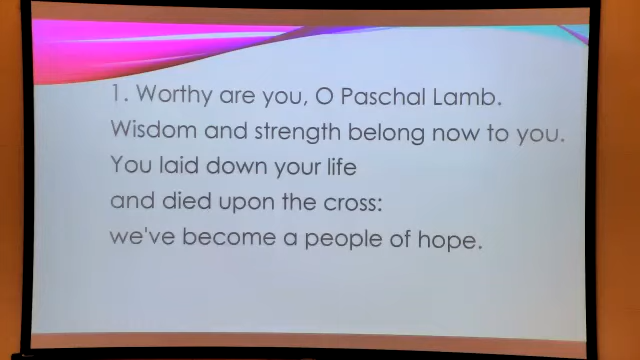 1. Worthy are you, O Paschal Lamb.
Wisdom and strength belong now to you.
You laid down your life
and died upon the cross:
we've become a people of hope.